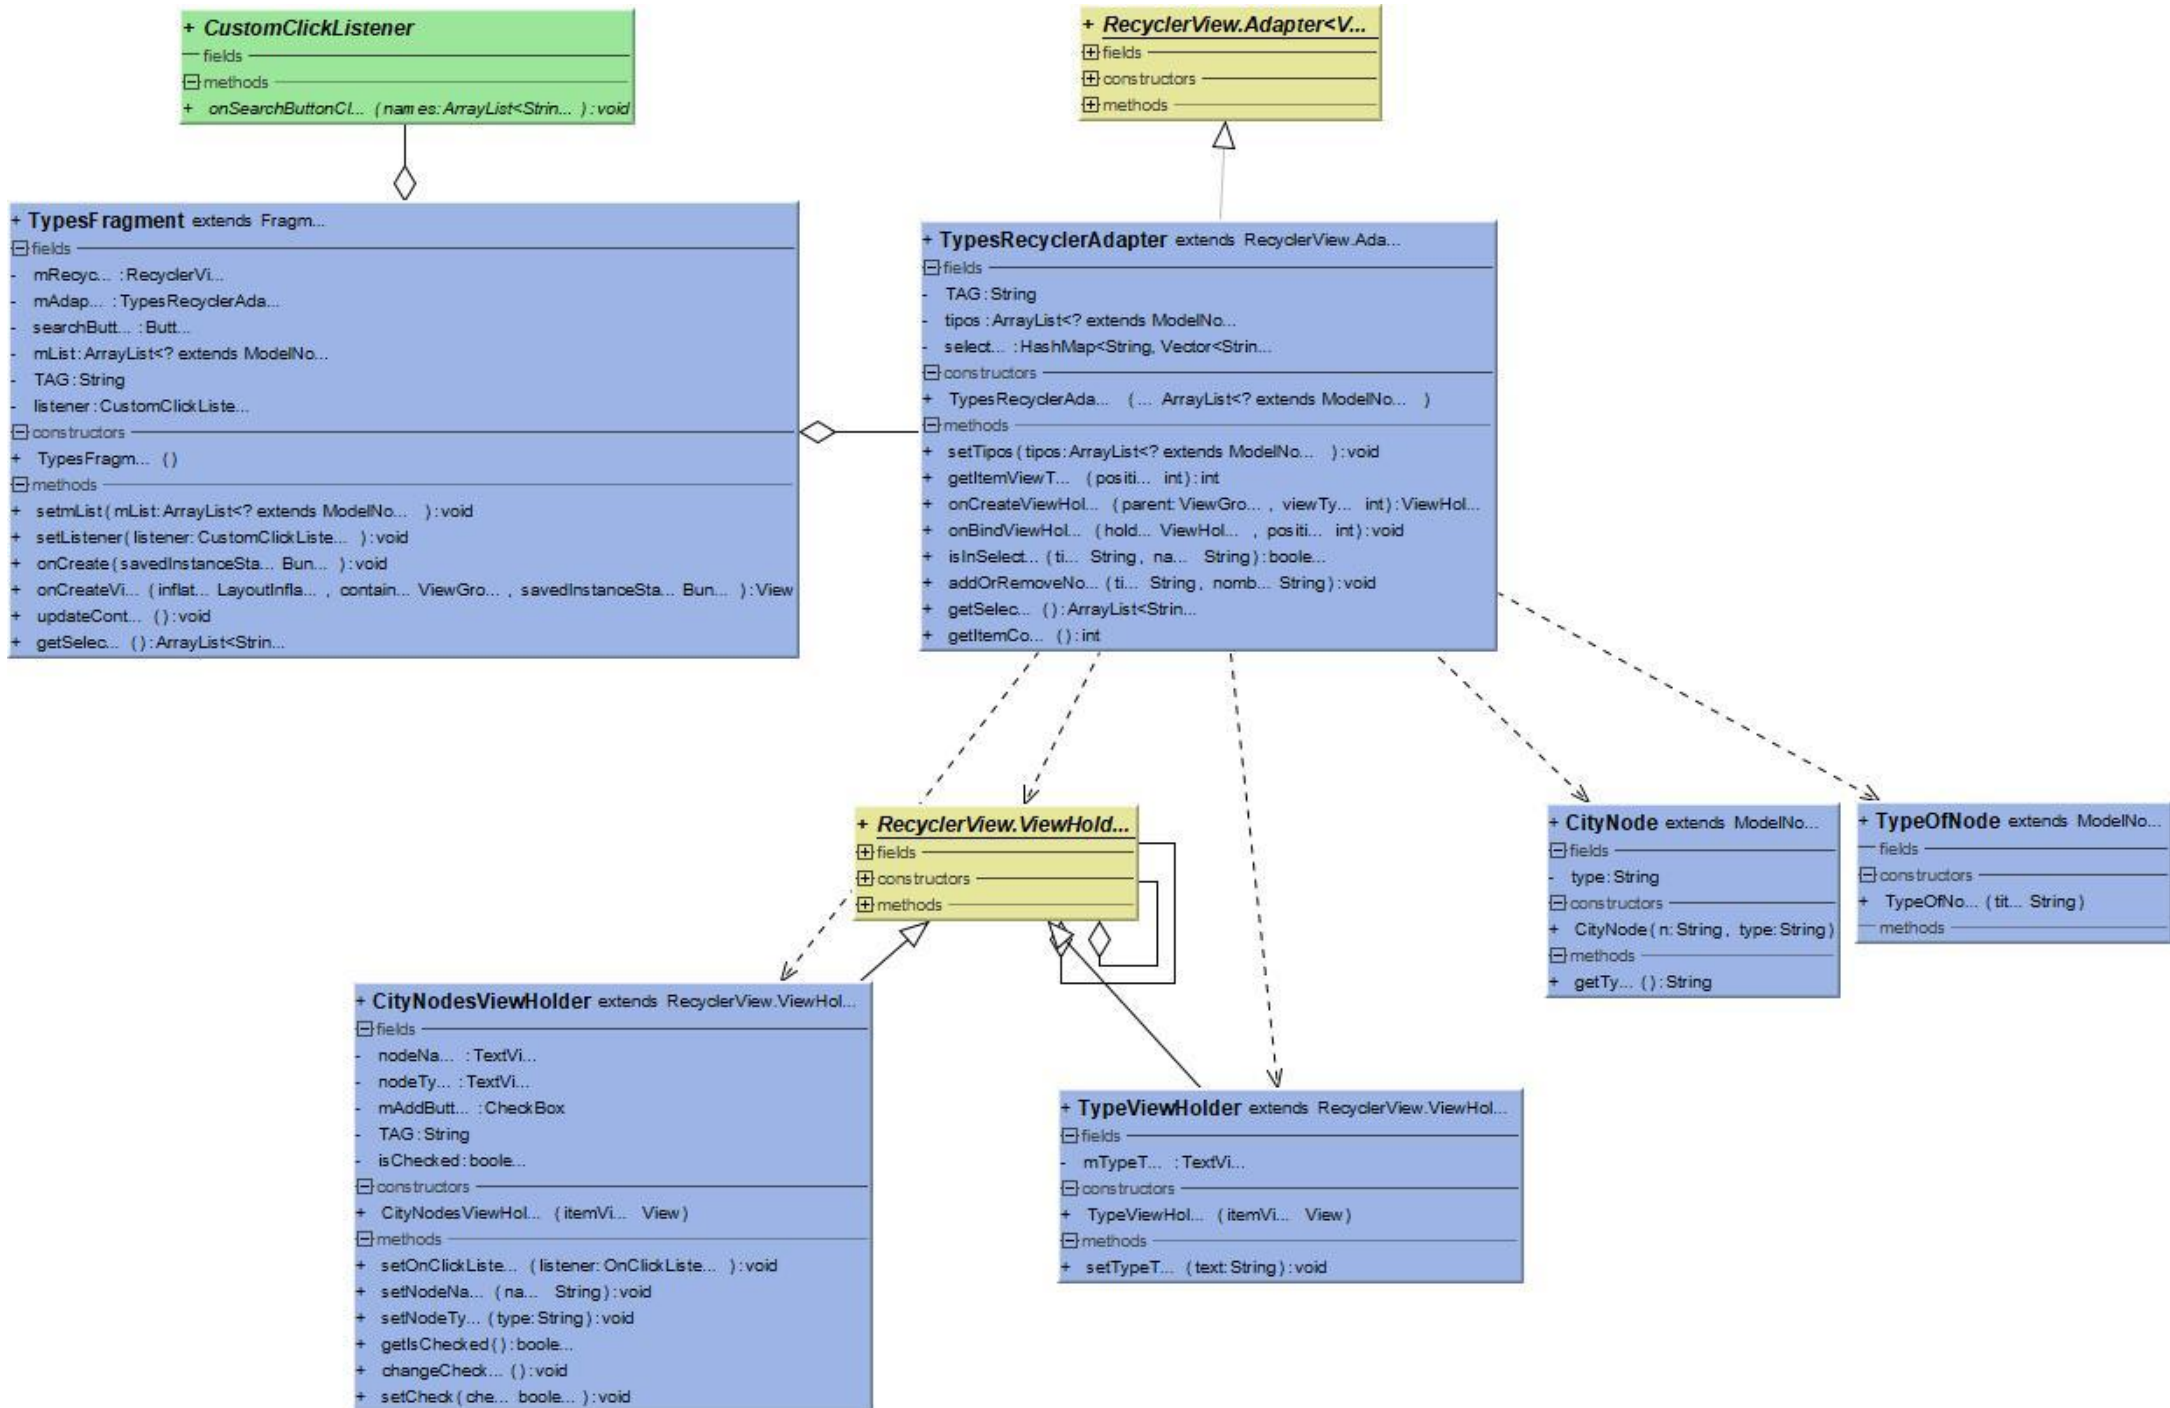 + CustomClickListener
fields
methods
+ onSearchButtonCl... (names:ArrayList<Strin... ):void
+ RecyclerView.Adapter<V...
fields
constructors
methods
+ TypesFragment extends Fragm...
fields
- mRecyc... :RecyclerVi...
- mAdap... :TypesRecyclerAda...
- searchButt... :Butt...
- mList:ArrayList<? extends ModelNo...
- TAG:String
- listener:CustomClickListe...
constructors
+ TypesFragm... ()
methods
+ setmList(mList:ArrayList<? extends ModelNo... ):void
+ setListener(listener:CustomClickListe... ):void
+ onCreate(savedInstanceSta... Bun... ):void
+ onCreateVi... (inflat... LayoutInfla... , contain... ViewGro... , savedInstanceSta... Bun... ):View
+ updateCont... ():void
+ getSelec... ():ArrayList<Strin...
+ TypesRecyclerAdapter extends RecyclerView.Ada...
fields
- TAG:String
- tipos:ArrayList<? extends ModelNo...
- select... :HashMap<String, Vector<Strin...
constructors
+ TypesRecyclerAda... (... ArrayList<? extends ModelNo... )
methods
+ setTipos(tipos:ArrayList<? extends ModelNo... ):void
+ getItemViewT... (positi... int):int
+ onCreateViewHol... (parent:ViewGro... , viewTy... int):ViewHol...
+ onBindViewHol... (hold... ViewHol... , positi... int):void
+ isInSelect... (ti... String, na... String):boole...
+ addOrRemoveNo... (ti... String, nomb... String):void
+ getSelec... ():ArrayList<Strin...
+ getItemCo... ():int
+ RecyclerView.ViewHold...
fields
constructors
methods
+ CityNode extends ModelNo...
fields
- type:String
constructors
+ CityNode(n:String, type:String)
methods
+ getTy... ():String
+ TypeOfNode extends ModelNo...
fields
constructors
+ TypeOfNo... (tit... String)
methods
+ CityNodesViewHolder extends RecyclerView.ViewHol...
fields
- nodeNa... :TextVi...
- nodeTy... :TextVi...
- mAddButt... :CheckBox
- TAG:String
- isChecked:boole...
constructors
+ CityNodesViewHol... (itemVi... View)
methods
+ setOnClickListe... (listener:OnClickListe... ):void
+ setNodeNa... (na... String):void
+ setNodeTy... (type:String):void
+ getIsChecked():boole...
+ changeCheck... ():void
+ setCheck(che... boole... ):void
+ TypeViewHolder extends RecyclerView.ViewHol...
fields
- mTypeT... :TextVi...
constructors
+ TypeViewHol... (itemVi... View)
methods
+ setTypeT... (text:String):void